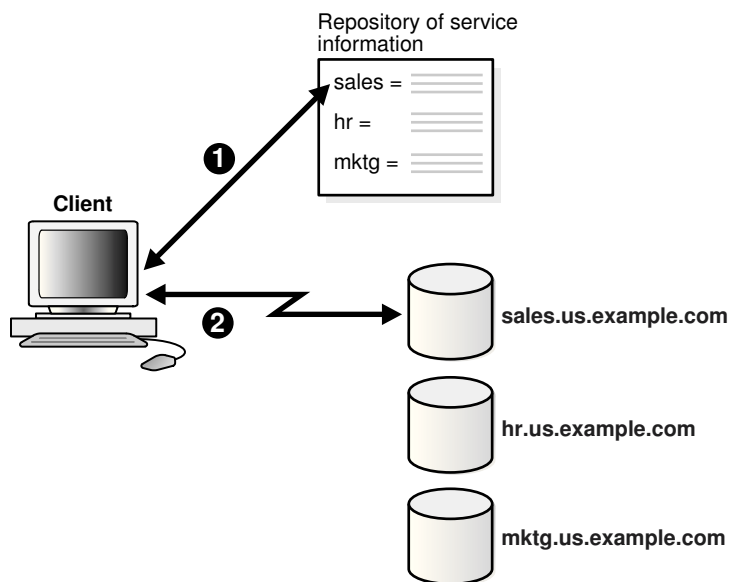 Repository of service
information
sales =
hr =
mktg =
1
Client
2
sales.us.example.com
hr.us.example.com
mktg.us.example.com